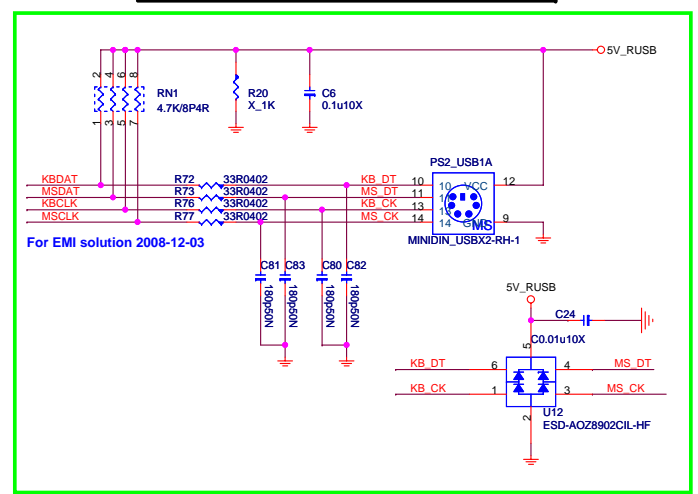 5V_RUSB
2 4 6 8
RN1
4.7K/8P4R
1 3 5 7
R20
X_1K
C6
0.1u10X
PS2_USB1A
KBDAT R72 33R0402 KB_DT 10 10 VCC 12
MSDAT R73 33R0402 MS_DT 11
KBCLK R76 33R0402 KB_CK 13 13
MSCLK R77 33R0402 MS_CK 14 14 GND 9
MS
MINIDIN_USBX2-RH-1
For EMI solution 2008-12-03
C81 C83 C80 C82
180p50N 180p50N 180p50N 180p50N
5V_RUSB
C24
C0.01u10X
5
KB_DT 6 4 MS_DT
KB_CK 1 3 MS_CK
2
U12
ESD-AOZ8902CIL-HF